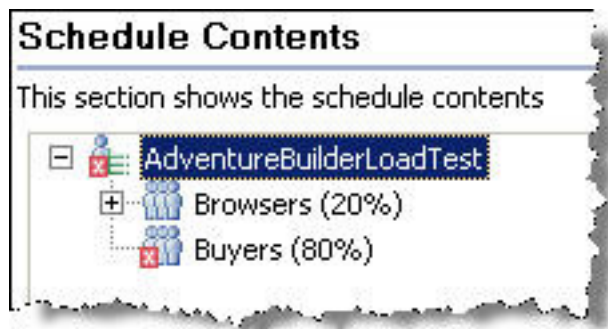 Schedule Contents
This section shows the schedule contents
AdventureBuilderLoadTest
Browsers (20%)
Buyers (80%)